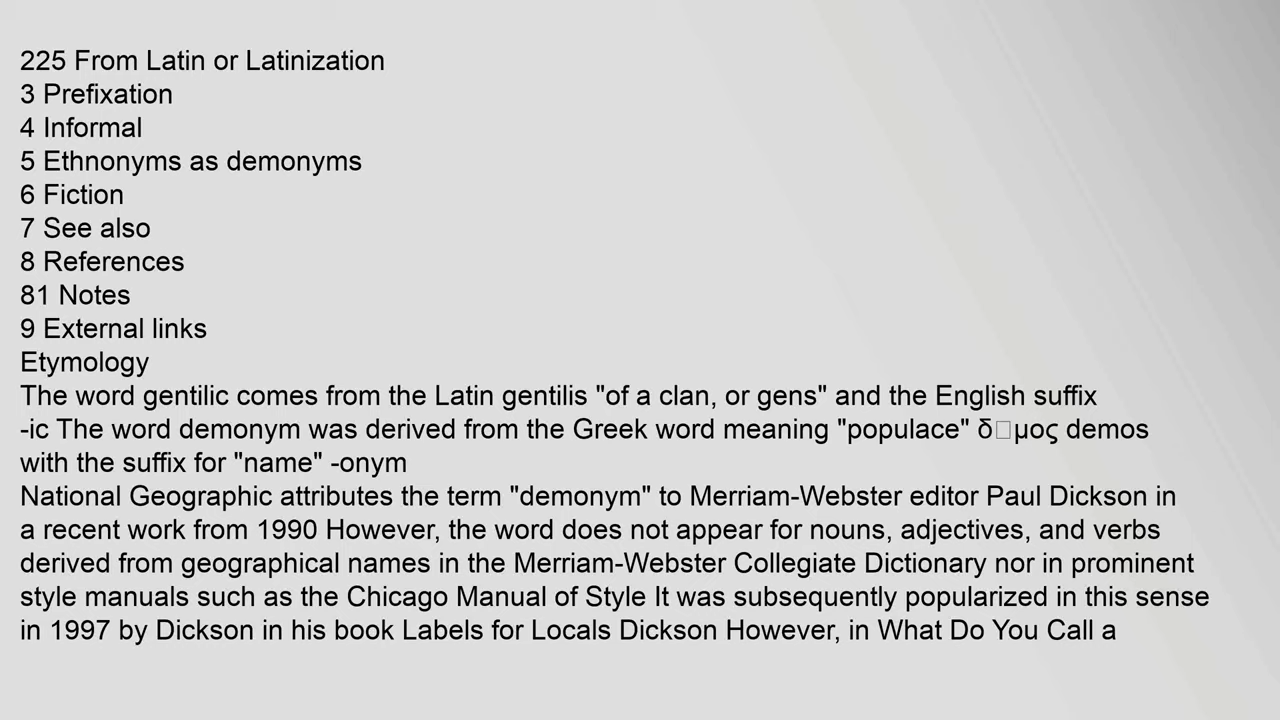 225 From Latin or Latinization
3 Prefixation
4 Informal
5 Ethnonyms as demonyms
6 Fiction
7 See also
8 References
81 Notes
9 External links
Etymology
The word gentilic comes from the Latin gentilis "of a clan, or gens" and the English suffix
-ic The word demonym was derived from the Greek word meaning "populace" δ□μος demos
with the suffix for "name" -onym
National Geographic attributes the term "demonym" to Merriam-Webster editor Paul Dickson in
a recent work from 1990 However, the word does not appear for nouns, adjectives, and verbs
derived from geographical names in the Merriam-Webster Collegiate Dictionary nor in prominent
style manuals such as the Chicago Manual of Style It was subsequently popularized in this sense
in 1997 by Dickson in his book Labels for Locals Dickson However, in What Do You Call a